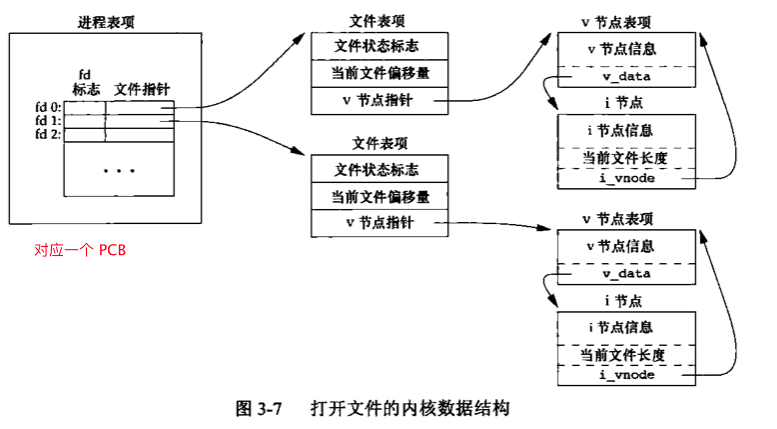 进程表项
fd
标志 文件指针
fd 0:
fd 1:
fd 2:
...
对应一个 PCB
文件表项
文件状态标志
当前文件偏移量
v 节点指针
文件表项
文件状态标志
当前文件偏移量
v 节点指针
v 节点表项
v 节点信息
v_data
i 节点
i 节点信息
当前文件长度
i_vnode
v 节点表项
v 节点信息
v_data
i 节点
i 节点信息
当前文件长度
i_vnode
图 3-7 打开文件的内核数据结构